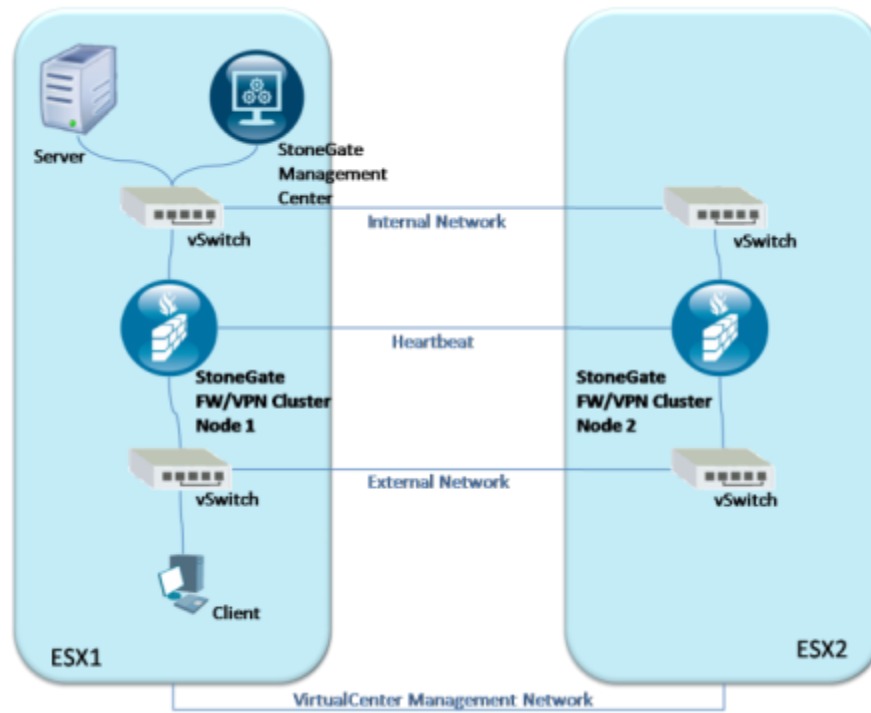 Server
StoneGate
Management
Center
vSwitch
Internal Network
vSwitch
Heartbeat
StoneGate
FW/VPN Cluster
Node 1
StoneGate
FW/VPN Cluster
Node 2
vSwitch
External Network
vSwitch
Client
ESX1
ESX2
VirtualCenter Management Network